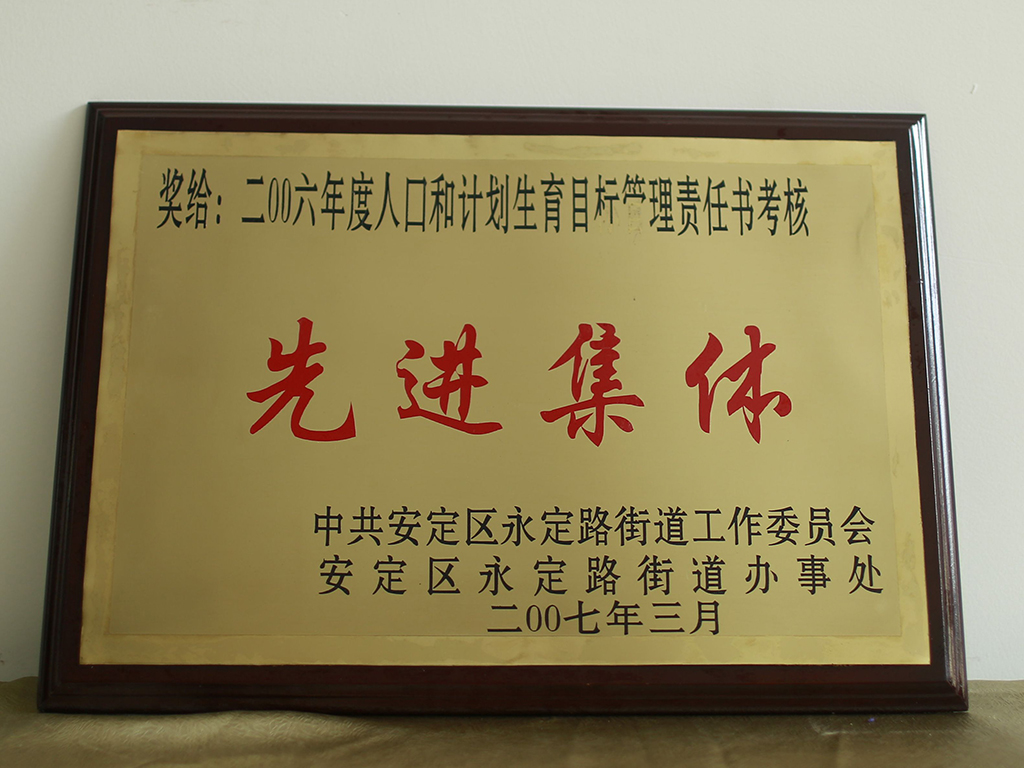 奖给：二00六年度人口和计划生育目标管理责任书考核
先进集体
中共安定区永定路街道工作委员会
安定区永定路街道办事处
二00七年三月